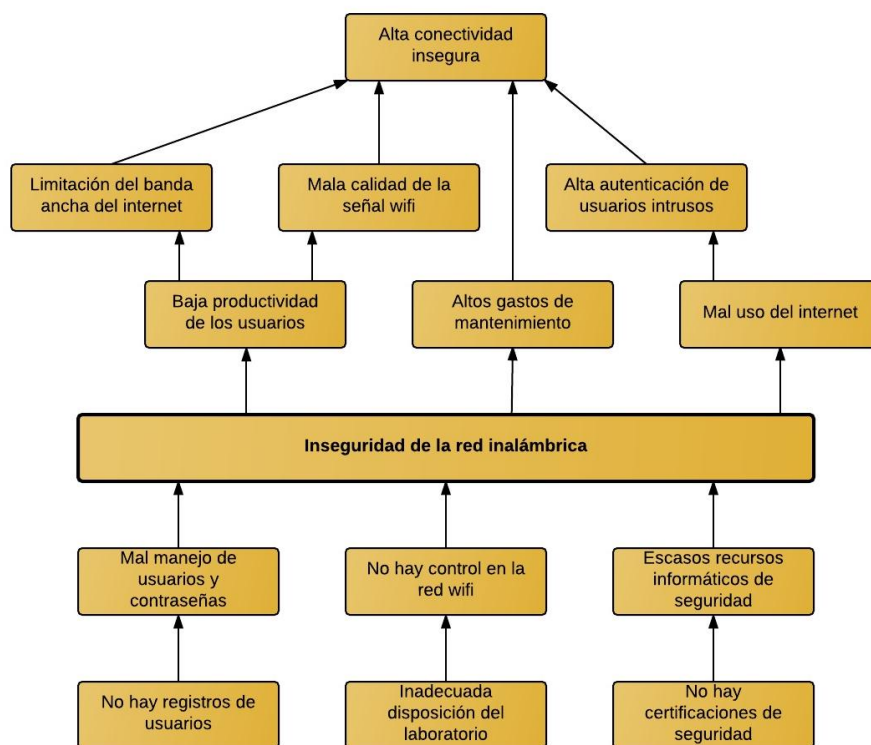 Alta conectividad
insegura
Limitación del banda
ancha del internet
Mala calidad de la
señal wifi
Alta autenticación de
usuarios intrusos
Baja productividad
de los usuarios
Altos gastos de
mantenimiento
Mal uso del internet
Inseguridad de la red inalámbrica
Mal manejo de
usuarios y
contraseñas
No hay control en la
red wifi
Escasos recursos
informáticos de
seguridad
No hay registros de
usuarios
Inadecuada
disposición del
laboratorio
No hay
certificaciones de
seguridad